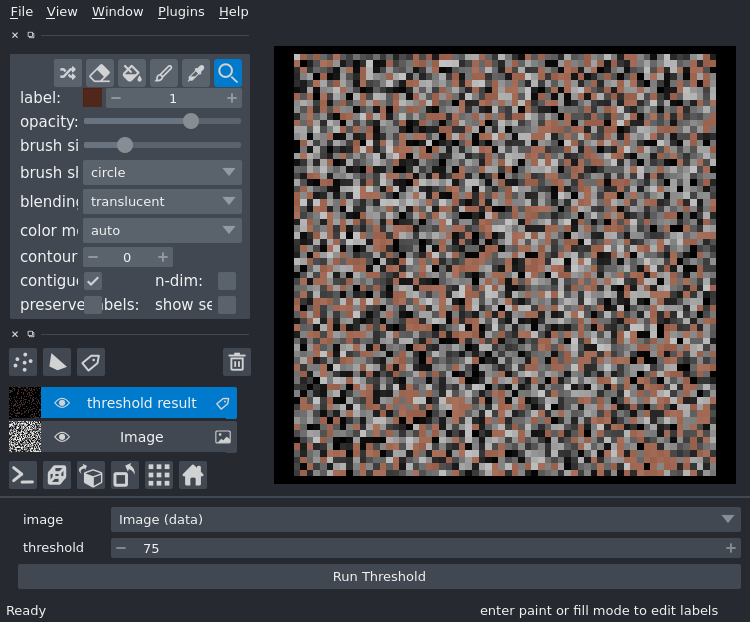 File View Window Plugins Help
label: 1
opacity:
brush si
brush sl circle
blending translucent
color m auto
contour 0
contigu n-dim:
preserve abels: show se
threshold result
Image
image Image (data)
threshold 75
Run Threshold
Ready enter paint or fill mode to edit labels